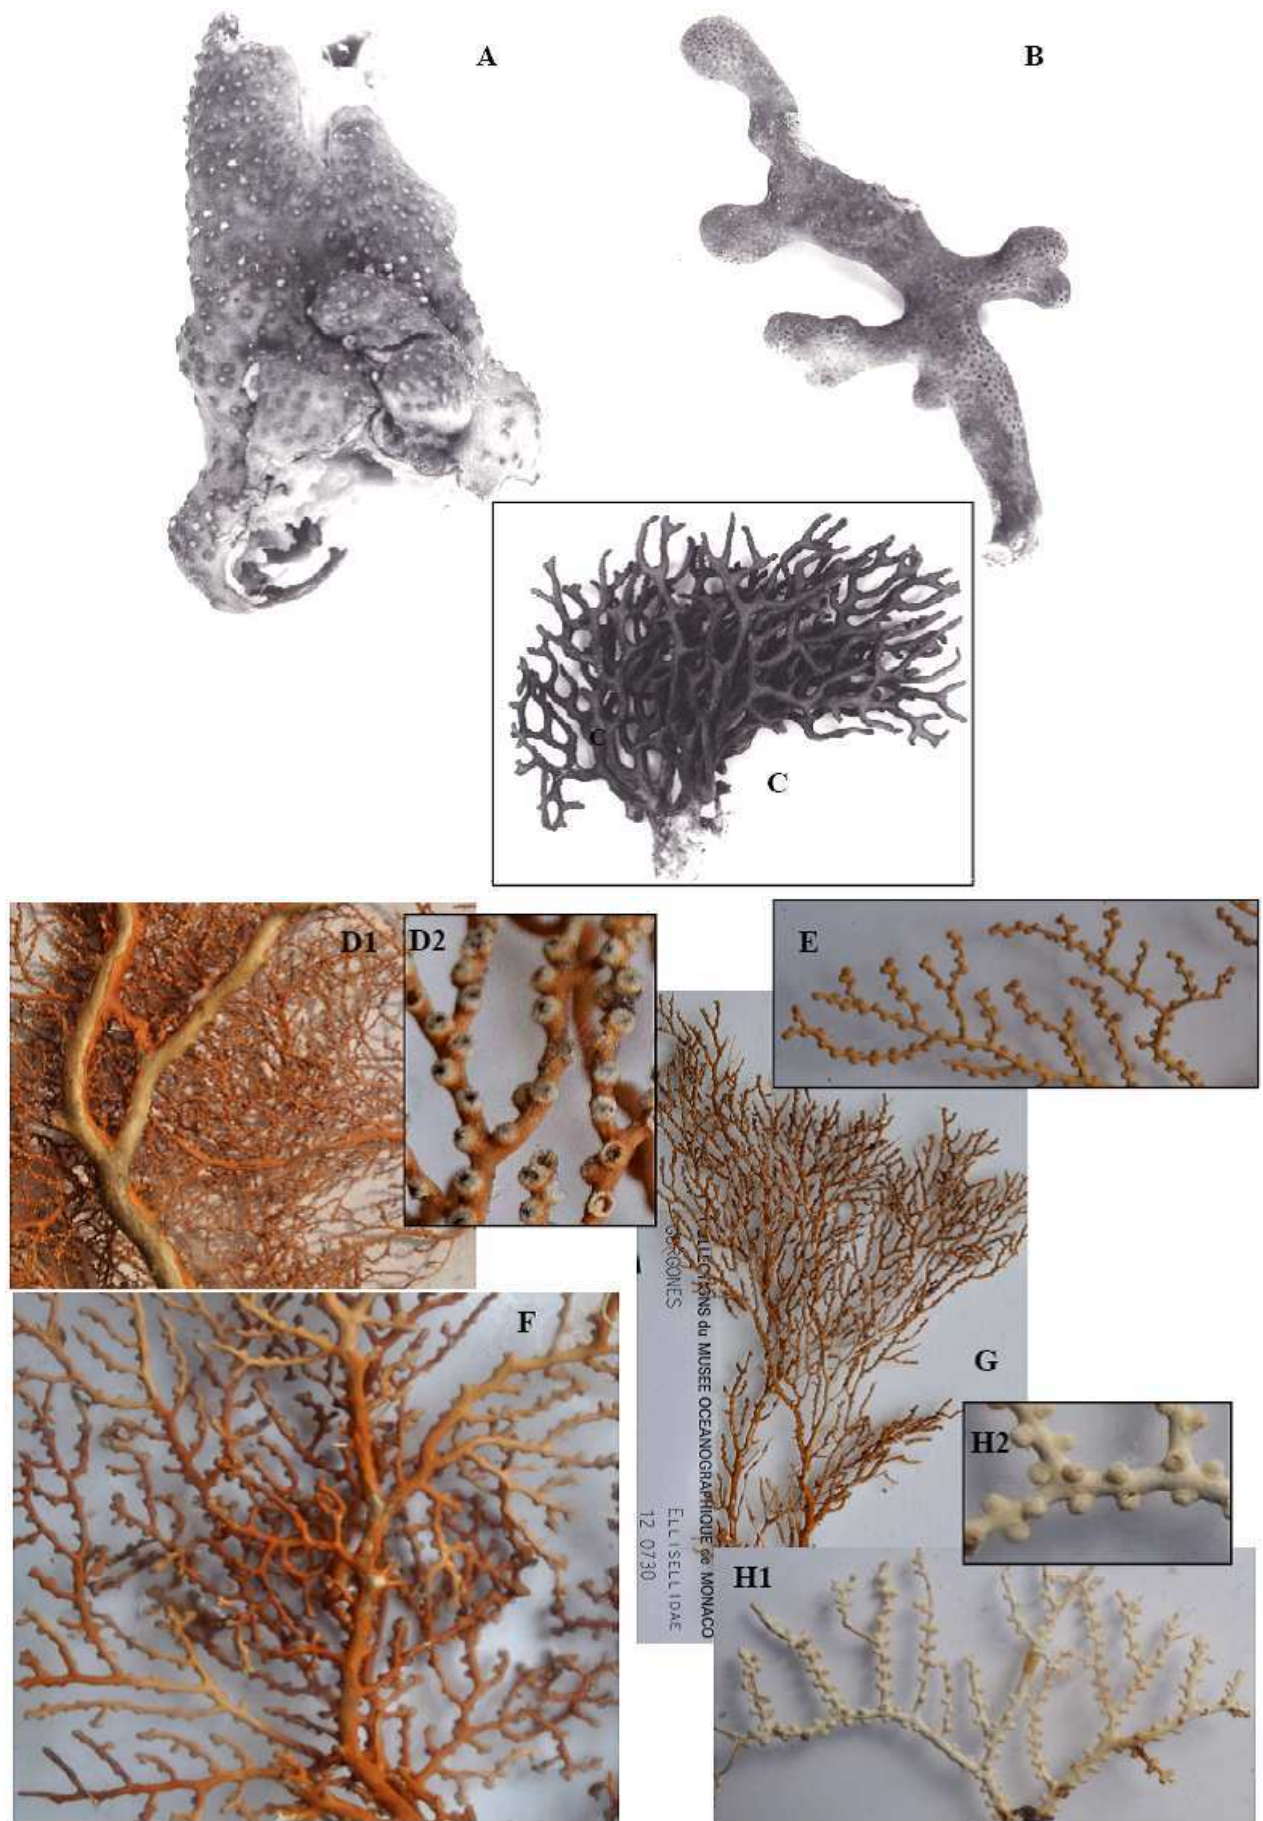 A
B
C
C
D1
D2
E
COLLECTIONS du MUSEE OCEANOGRAPHIQUE de MONACO
GORGONES
ELLISELLIDAE
12 0730
F
G
H2
H1